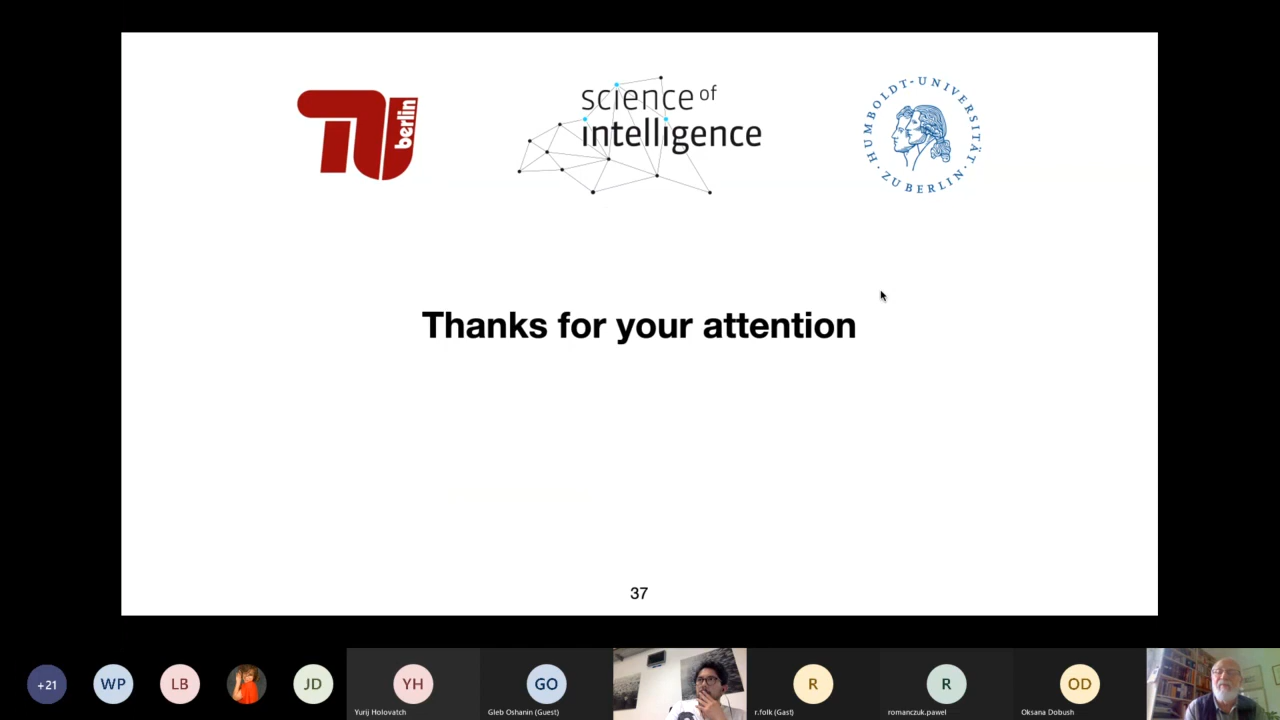 berlin
science of
intelligence
HUMBOLDT-UNIVERSITÄT
· ZU BERLIN ·
Thanks for your attention
37
+21
WP
LB
JD
YH
Yurij Holovatch
GO
Gleb Oshanin (Guest)
R
r.folk (Gast)
R
romanczuk.pawel
OD
Oksana Dobush